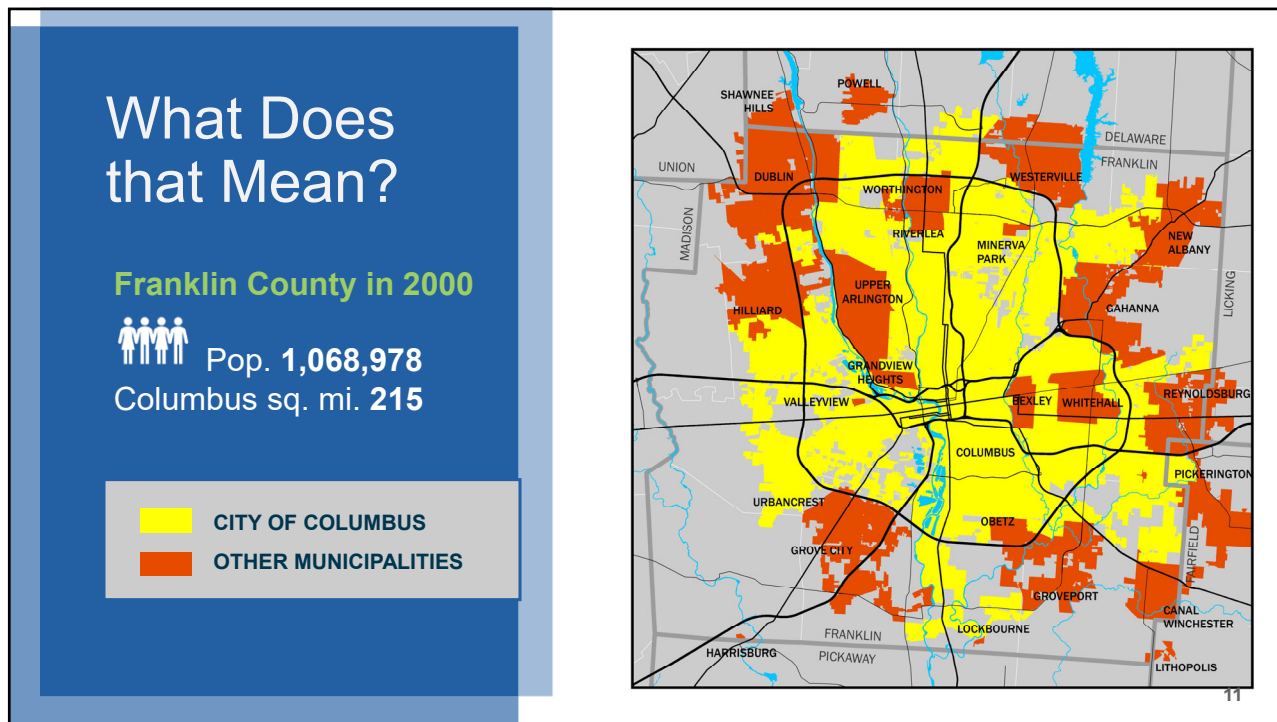 What Does
that Mean?
Franklin County in 2000
Pop. 1,068,978
Columbus sq. mi. 215
CITY OF COLUMBUS
OTHER MUNICIPALITIES
POWELL
SHAWNEE
HILLS
DELAWARE
FRANKLIN
UNION
DUBLIN
WORTHINGTON
WESTERVILLE
MADISON
RIVERLEA
MINERVA
PARK
NEW
ALBANY
LICKING
UPPER
ARLINGTON
HILLIARD
GAHANNA
GRANDVIEW
HEIGHTS
VALLEYVIEW
BEXLEY
WHITEHALL
REYNOLDSBURG
COLUMBUS
PICKERINGTON
URBANCREST
OBETZ
GROVE CITY
FAIRFIELD
GROVEPORT
CANAL
WINCHESTER
LOCKBOURNE
FRANKLIN
PICKAWAY
HARRISBURG
LITHOPOLIS
11